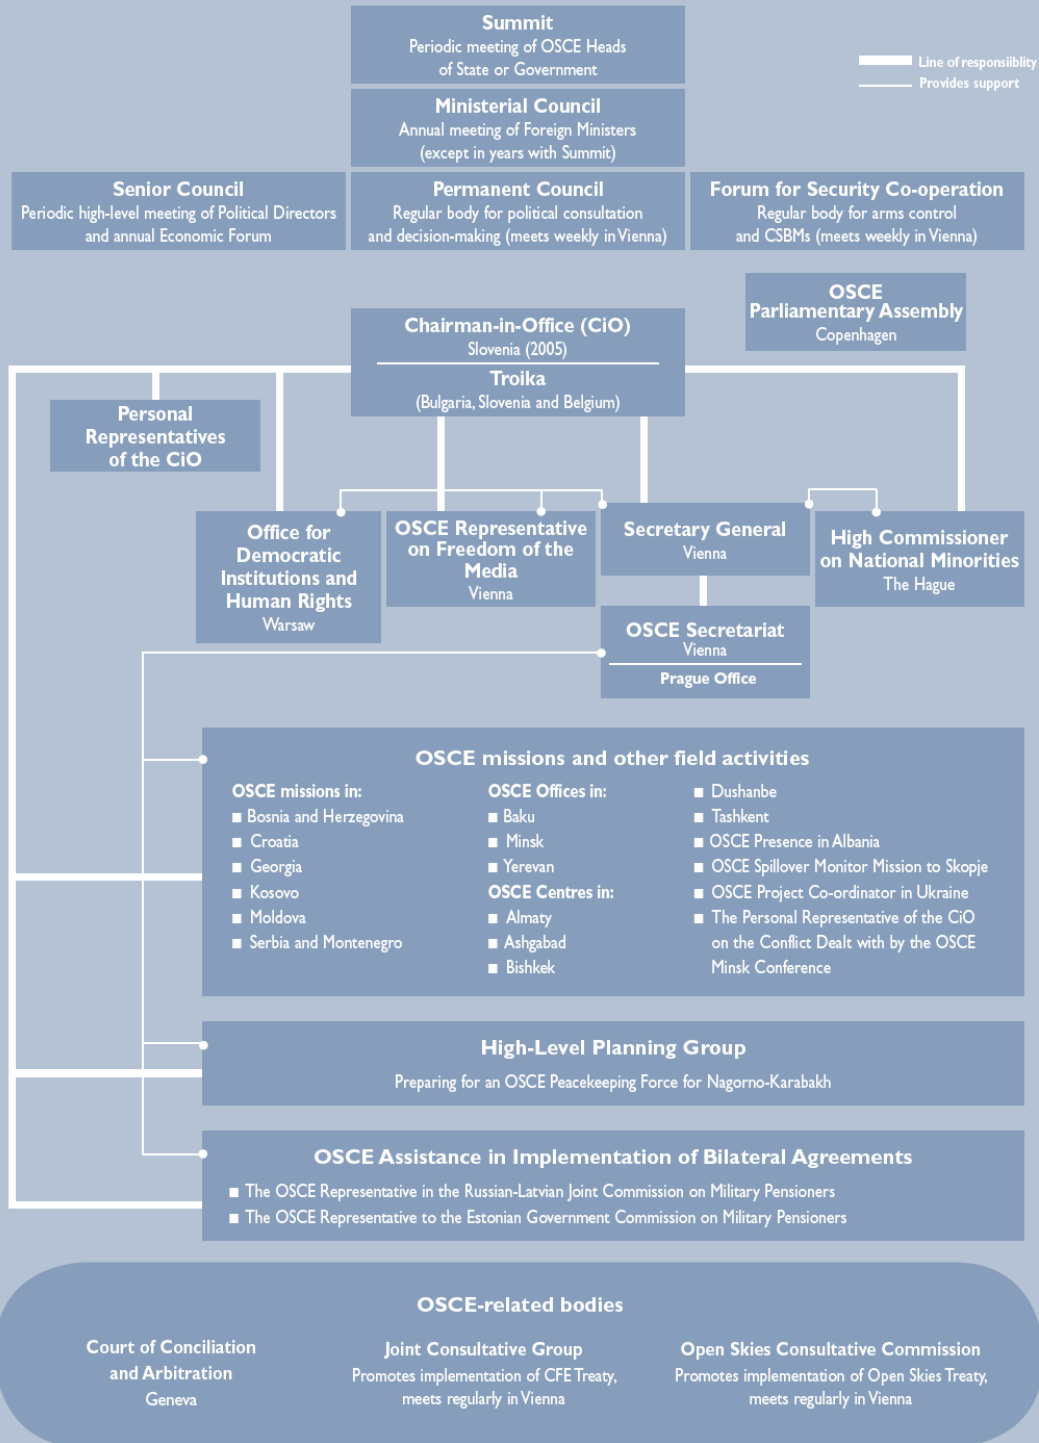 Summit
Periodic meeting of OSCE Heads
of State or Government
Line of responsiiblity
Provides support
Ministerial Council
Annual meeting of Foreign Ministers
(except in years with Summit)
Senior Council
Periodic high-level meeting of Political Directors
and annual Economic Forum
Permanent Council
Regular body for political consultation
and decision-making (meets weekly in Vienna)
Forum for Security Co-operation
Regular body for arms control
and CSBMs (meets weekly in Vienna)
OSCE
Parliamentary Assembly
Copenhagen
Chairman-in-Office (CiO)
Slovenia (2005)
Troika
(Bulgaria, Slovenia and Belgium)
Personal
Representatives
of the CiO
Office for
Democratic
Institutions and
Human Rights
Warsaw
OSCE Representative
on Freedom of the
Media
Vienna
Secretary General
Vienna
High Commissioner
on National Minorities
The Hague
OSCE Secretariat
Vienna
Prague Office
OSCE missions and other field activities
OSCE missions in:
■ Bosnia and Herzegovina
■ Croatia
■ Georgia
■ Kosovo
■ Moldova
■ Serbia and Montenegro
OSCE Offices in:
■ Baku
■ Minsk
■ Yerevan
OSCE Centres in:
■ Almaty
■ Ashgabad
■ Bishkek
■ Dushanbe
■ Tashkent
■ OSCE Presence in Albania
■ OSCE Spillover Monitor Mission to Skopje
■ OSCE Project Co-ordinator in Ukraine
■ The Personal Representative of the CiO
on the Conflict Dealt with by the OSCE
Minsk Conference
High-Level Planning Group
Preparing for an OSCE Peacekeeping Force for Nagorno-Karabakh
OSCE Assistance in Implementation of Bilateral Agreements
■ The OSCE Representative in the Russian-Latvian Joint Commission on Military Pensioners
■ The OSCE Representative to the Estonian Government Commission on Military Pensioners
OSCE-related bodies
Court of Conciliation
and Arbitration
Geneva
Joint Consultative Group
Promotes implementation of CFE Treaty,
meets regularly in Vienna
Open Skies Consultative Commission
Promotes implementation of Open Skies Treaty,
meets regularly in Vienna